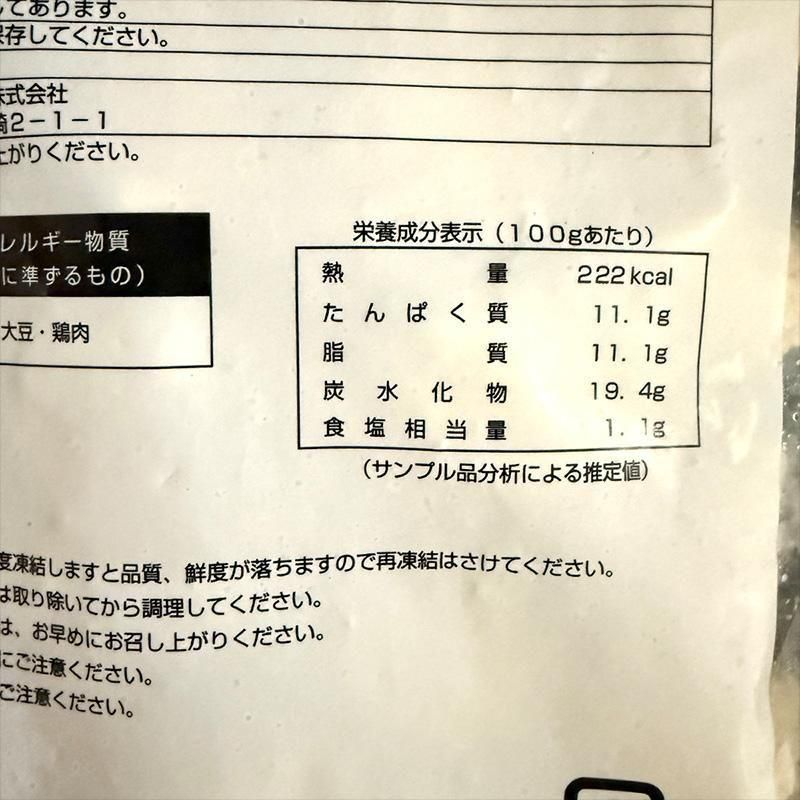 てあります。
保存してください。
株式会社
崎2－1－1
上がりください。
レルギー物質
に準ずるもの）
大豆・鶏肉
栄養成分表示（100gあたり）
熱量 222kcal
たんぱく質 11.1g
脂質 11.1g
炭水化物 19.4g
食塩相当量 1.1g
（サンプル品分析による推定値）
度凍結しますと品質、鮮度が落ちますので再凍結はさけてください。
は取り除いてから調理してください。
は、お早めにお召し上がりください。
にご注意ください。
ご注意ください。